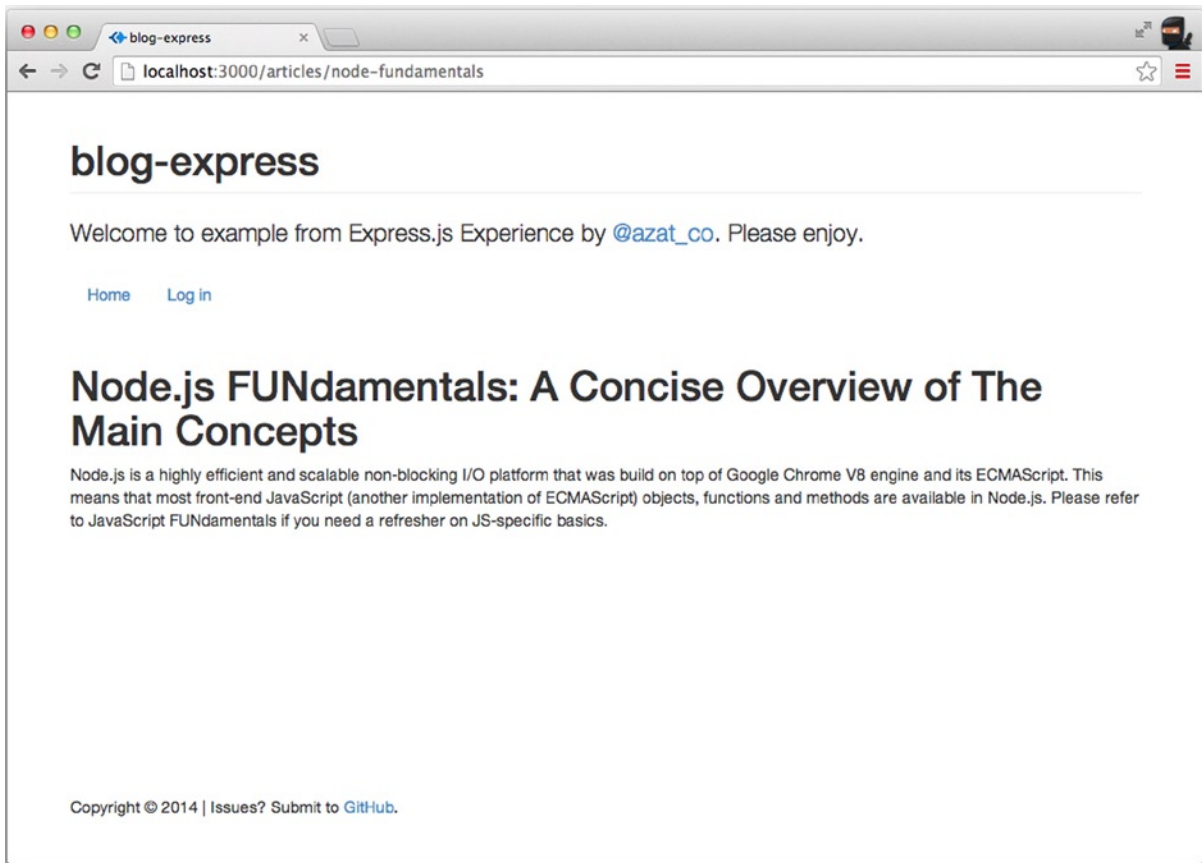 blog-express
localhost:3000/articles/node-fundamentals
blog-express
Welcome to example from Express.js Experience by @azat_co. Please enjoy.
Home Log in
Node.js FUNdamentals: A Concise Overview of The
Main Concepts
Node.js is a highly efficient and scalable non-blocking I/O platform that was build on top of Google Chrome V8 engine and its ECMAScript. This
means that most front-end JavaScript (another implementation of ECMAScript) objects, functions and methods are available in Node.js. Please refer
to JavaScript FUNdamentals if you need a refresher on JS-specific basics.
Copyright © 2014 | Issues? Submit to GitHub.